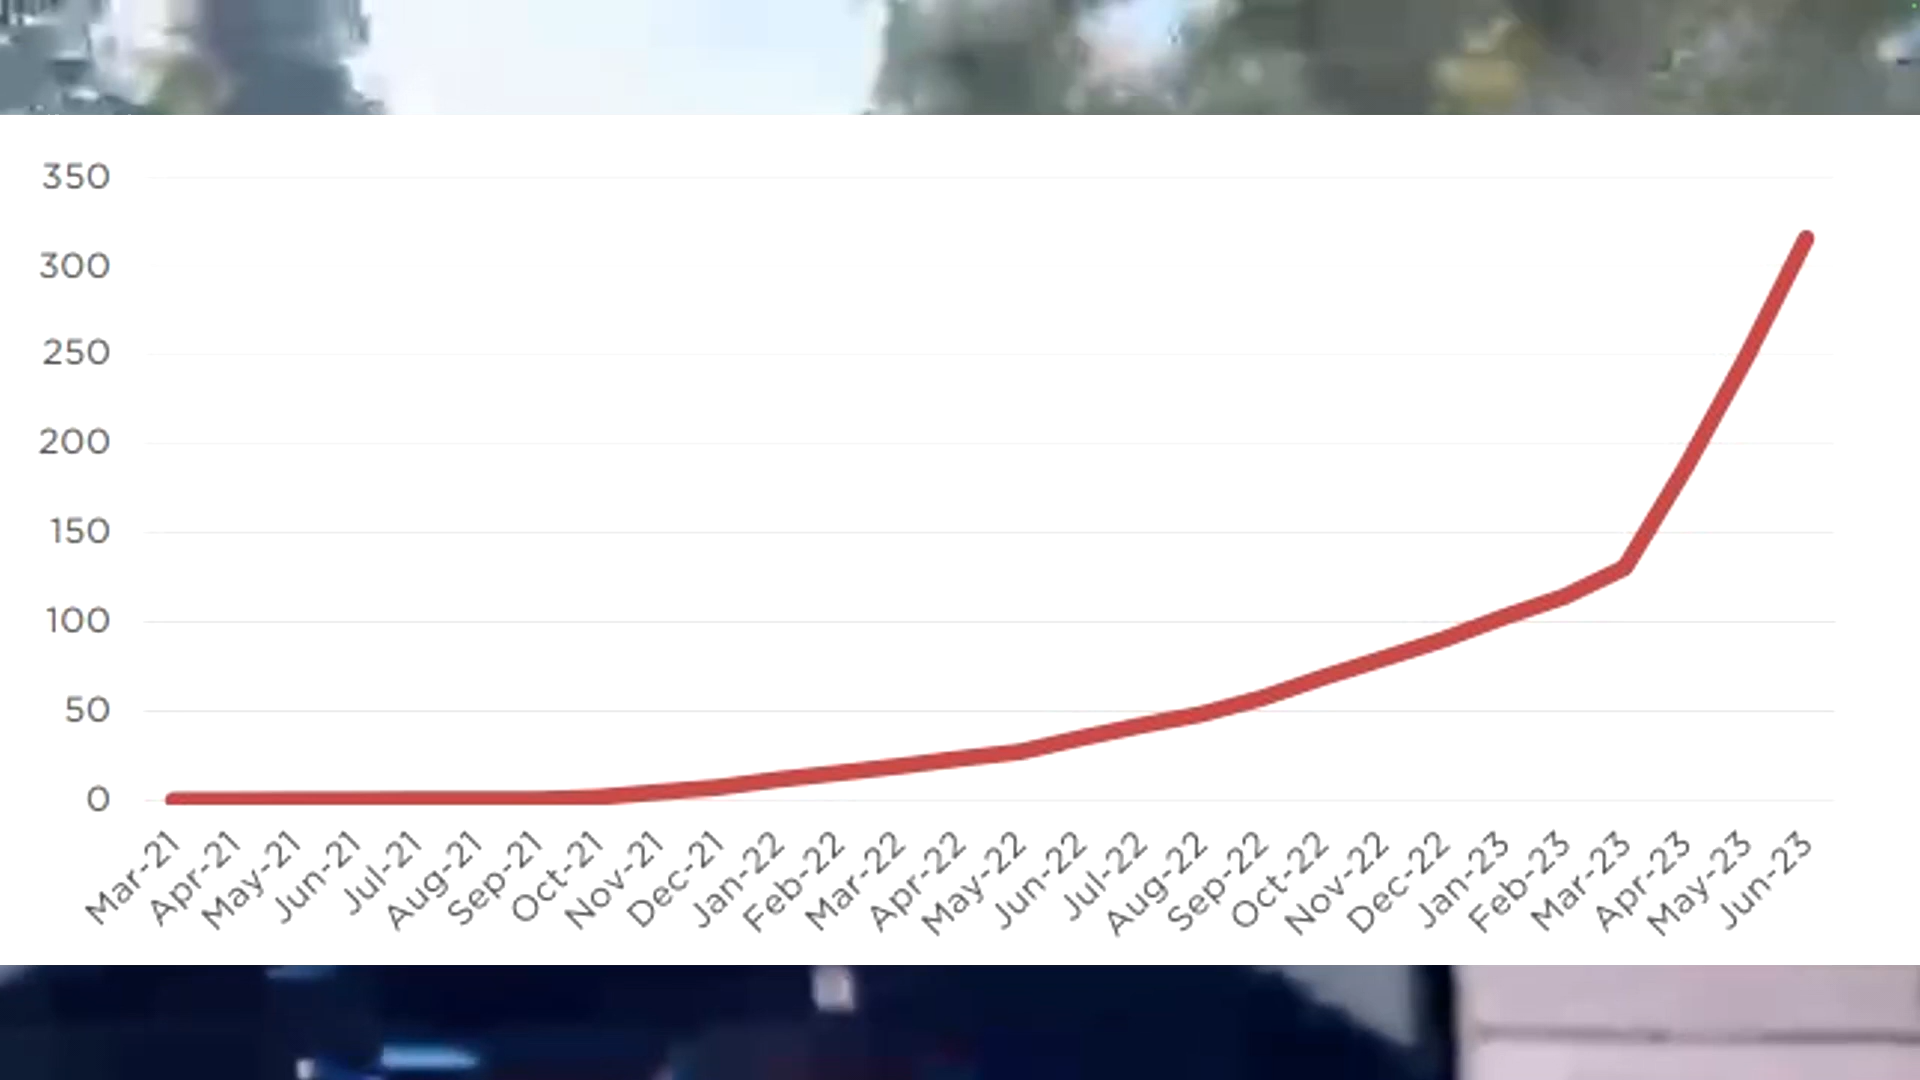 350
300
250
200
150
100
50
0
Mar-21
Apr-21
May-21
Jun-21
Jul-21
Aug-21
Sep-21
Oct-21
Nov-21
Dec-21
Jan-22
Feb-22
Mar-22
Apr-22
May-22
Jun-22
Jul-22
Aug-22
Sep-22
Oct-22
Nov-22
Dec-22
Jan-23
Feb-23
Mar-23
Apr-23
May-23
Jun-23